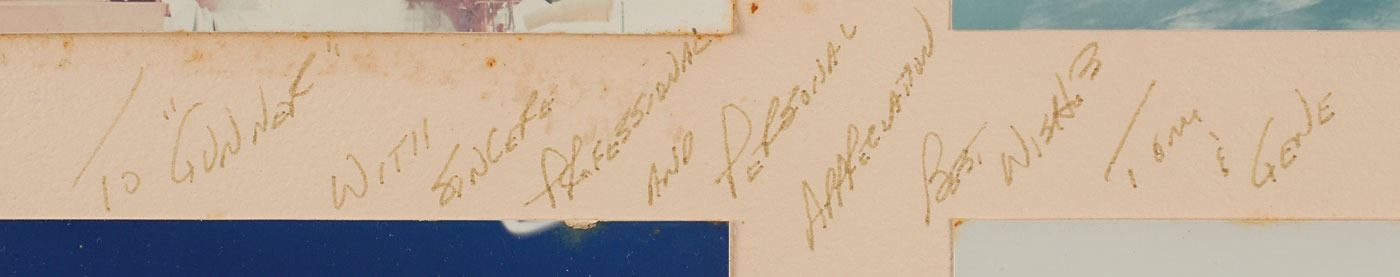 TO "GUNNER"
WITH
SINCERE
PROFESSIONAL
AND
PERSONAL
APPRECIATION
BEST
WISHES
TOM
&
GENE